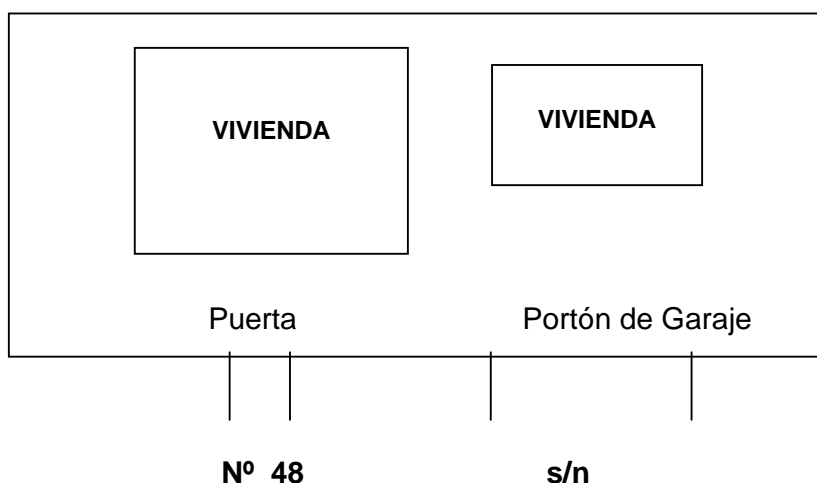 VIVIENDA
VIVIENDA
Puerta
Portón de Garaje
Nº 48
s/n